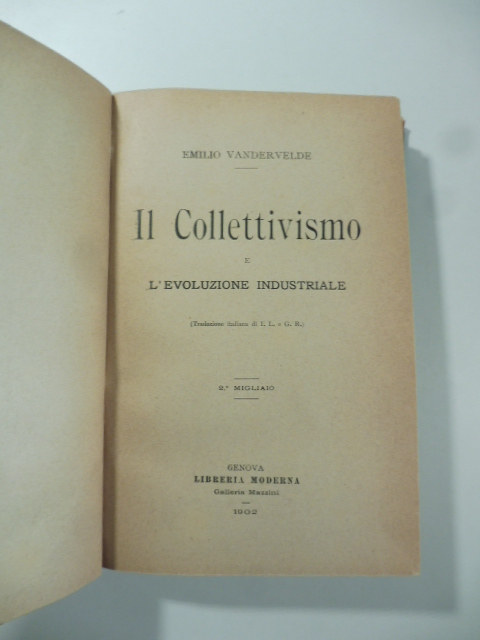 EMILIO VANDERVELDE
Il Collettivismo
E
L'EVOLUZIONE INDUSTRIALE
(Traduzione italiana di I. L. e G. R.)
2.° MIGLIAIO
GENOVA
LIBRERIA MODERNA
Galleria Mazzini
1902